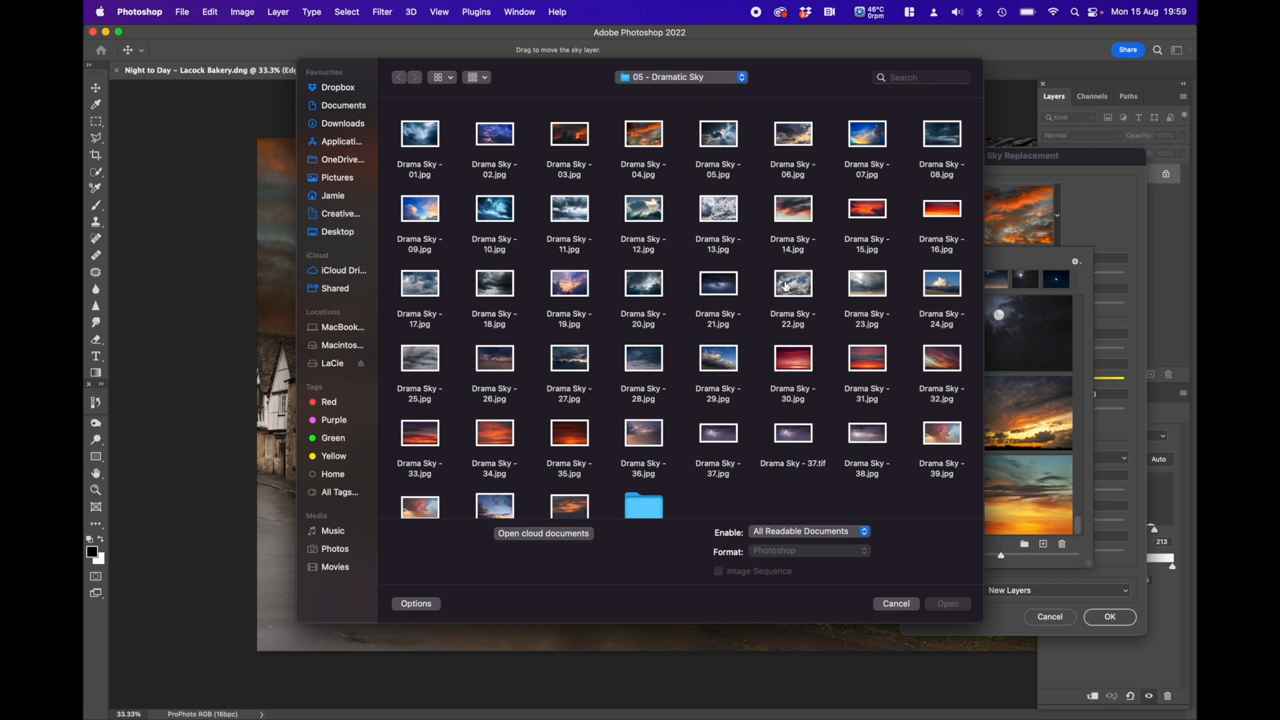 Photoshop File Edit Image Layer Type Select Filter 3D View Plugins Window Help
46°C
0rpm
Mon 15 Aug 19:59
Adobe Photoshop 2022
Drag to move the sky layer.
Share
Night to Day – Lacock Bakery.dng @ 33.3%
Favourites
Dropbox
Documents
Downloads
Applicati...
OneDrive...
Pictures
Jamie
Creative...
Desktop
iCloud
iCloud Dri...
Shared
Locations
MacBook...
Macintos...
LaCie
Tags
Red
Purple
Green
Yellow
Home
All Tags...
Media
Music
Photos
Movies
05 - Dramatic Sky
Search
Drama Sky - 01.jpg
Drama Sky - 02.jpg
Drama Sky - 03.jpg
Drama Sky - 04.jpg
Drama Sky - 05.jpg
Drama Sky - 06.jpg
Drama Sky - 07.jpg
Drama Sky - 08.jpg
Drama Sky - 09.jpg
Drama Sky - 10.jpg
Drama Sky - 11.jpg
Drama Sky - 12.jpg
Drama Sky - 13.jpg
Drama Sky - 14.jpg
Drama Sky - 15.jpg
Drama Sky - 16.jpg
Drama Sky - 17.jpg
Drama Sky - 18.jpg
Drama Sky - 19.jpg
Drama Sky - 20.jpg
Drama Sky - 21.jpg
Drama Sky - 22.jpg
Drama Sky - 23.jpg
Drama Sky - 24.jpg
Drama Sky - 25.jpg
Drama Sky - 26.jpg
Drama Sky - 27.jpg
Drama Sky - 28.jpg
Drama Sky - 29.jpg
Drama Sky - 30.jpg
Drama Sky - 31.jpg
Drama Sky - 32.jpg
Drama Sky - 33.jpg
Drama Sky - 34.jpg
Drama Sky - 35.jpg
Drama Sky - 36.jpg
Drama Sky - 37.jpg
Drama Sky - 37.tif
Drama Sky - 38.jpg
Drama Sky - 39.jpg
Open cloud documents
Enable: All Readable Documents
Format: Photoshop
Image Sequence
Options
Cancel
Open
Layers Channels Paths
Kind
Normal
Opacity: 100%
Sky Replacement
Auto
213
New Layers
Cancel
OK
33.33% ProPhoto RGB (16bpc)